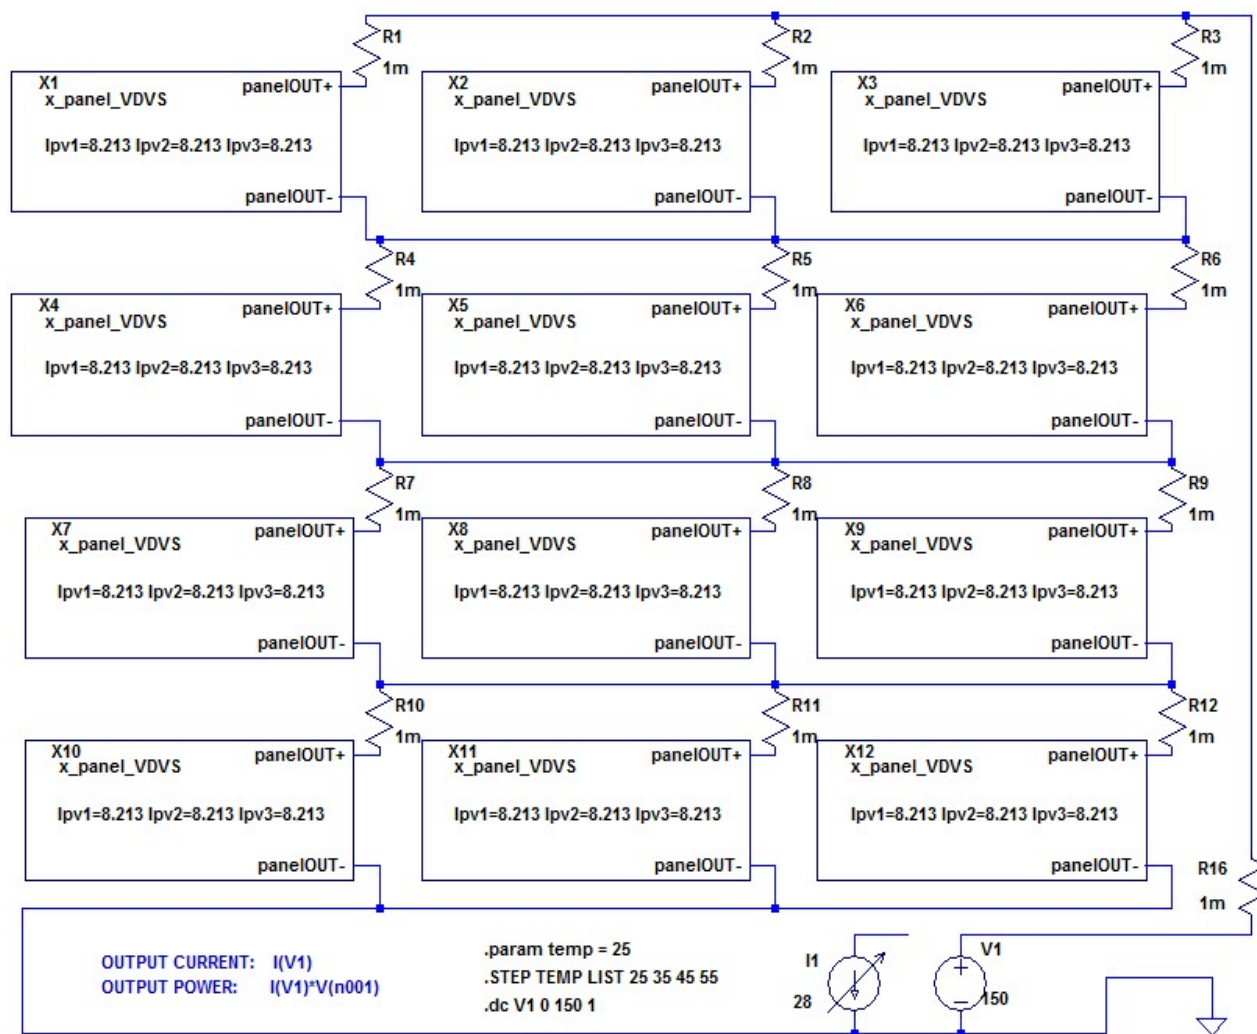 R1
1m
R2
1m
R3
1m
X1
x_panel_VDVS
panelOUT+
Ipv1=8.213 Ipv2=8.213 Ipv3=8.213
panelOUT-
X2
x_panel_VDVS
panelOUT+
Ipv1=8.213 Ipv2=8.213 Ipv3=8.213
panelOUT-
X3
x_panel_VDVS
panelOUT+
Ipv1=8.213 Ipv2=8.213 Ipv3=8.213
panelOUT-
R4
1m
R5
1m
R6
1m
X4
x_panel_VDVS
panelOUT+
Ipv1=8.213 Ipv2=8.213 Ipv3=8.213
panelOUT-
X5
x_panel_VDVS
panelOUT+
Ipv1=8.213 Ipv2=8.213 Ipv3=8.213
panelOUT-
X6
x_panel_VDVS
panelOUT+
Ipv1=8.213 Ipv2=8.213 Ipv3=8.213
panelOUT-
R7
1m
R8
1m
R9
1m
X7
x_panel_VDVS
panelOUT+
Ipv1=8.213 Ipv2=8.213 Ipv3=8.213
panelOUT-
X8
x_panel_VDVS
panelOUT+
Ipv1=8.213 Ipv2=8.213 Ipv3=8.213
panelOUT-
X9
x_panel_VDVS
panelOUT+
Ipv1=8.213 Ipv2=8.213 Ipv3=8.213
panelOUT-
R10
1m
R11
1m
R12
1m
X10
x_panel_VDVS
panelOUT+
Ipv1=8.213 Ipv2=8.213 Ipv3=8.213
panelOUT-
X11
x_panel_VDVS
panelOUT+
Ipv1=8.213 Ipv2=8.213 Ipv3=8.213
panelOUT-
X12
x_panel_VDVS
panelOUT+
Ipv1=8.213 Ipv2=8.213 Ipv3=8.213
panelOUT-
R16
1m
OUTPUT CURRENT: I(V1)
OUTPUT POWER: I(V1)*V(n001)
.param temp = 25
.STEP TEMP LIST 25 35 45 55
.dc V1 0 150 1
I1
28
V1
150